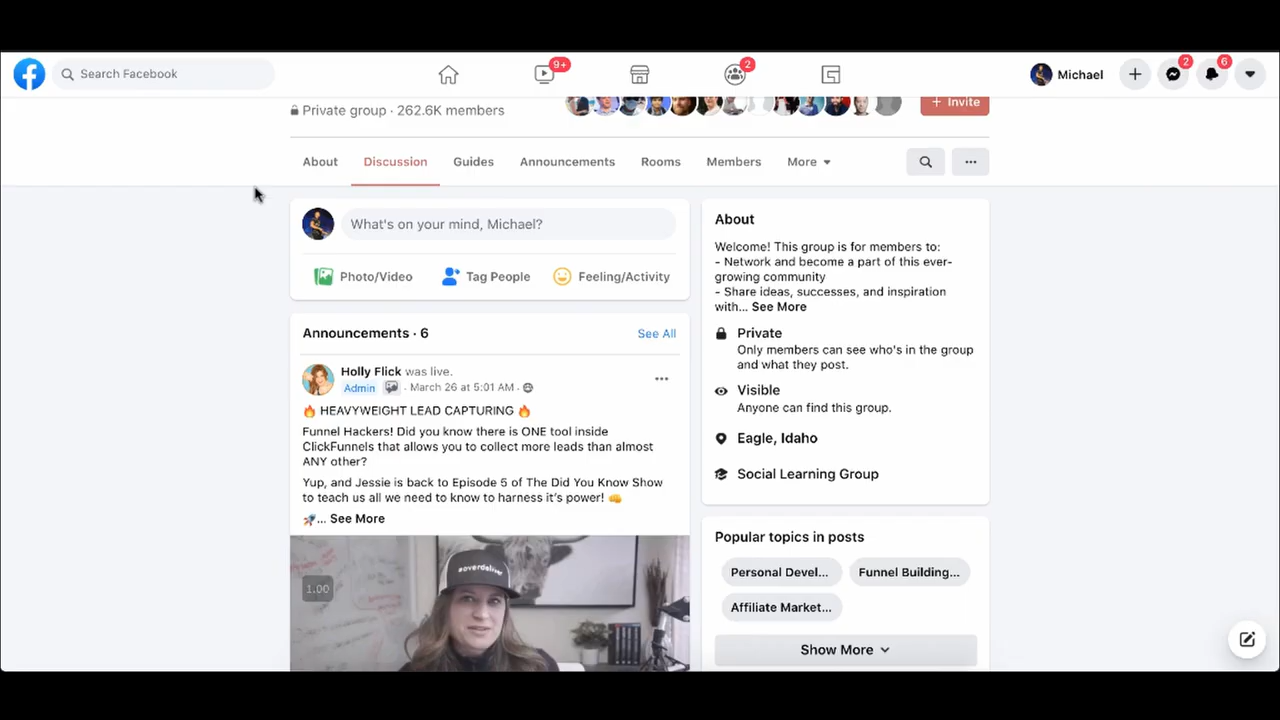 Search Facebook
9+
2
Michael
2
6
Private group · 262.6K members
+ Invite
About
Discussion
Guides
Announcements
Rooms
Members
More
What's on your mind, Michael?
Photo/Video
Tag People
Feeling/Activity
Announcements · 6
See All
Holly Flick was live.
Admin · March 26 at 5:01 AM ·
🔥 HEAVYWEIGHT LEAD CAPTURING 🔥
Funnel Hackers! Did you know there is ONE tool inside
ClickFunnels that allows you to collect more leads than almost
ANY other?
Yup, and Jessie is back to Episode 5 of The Did You Know Show
to teach us all we need to know to harness it's power! 👊
🚀... See More
1.00
#overdeliver
About
Welcome! This group is for members to:
- Network and become a part of this ever-
growing community
- Share ideas, successes, and inspiration
with... See More
Private
Only members can see who's in the group
and what they post.
Visible
Anyone can find this group.
Eagle, Idaho
Social Learning Group
Popular topics in posts
Personal Devel...
Funnel Building...
Affiliate Market...
Show More